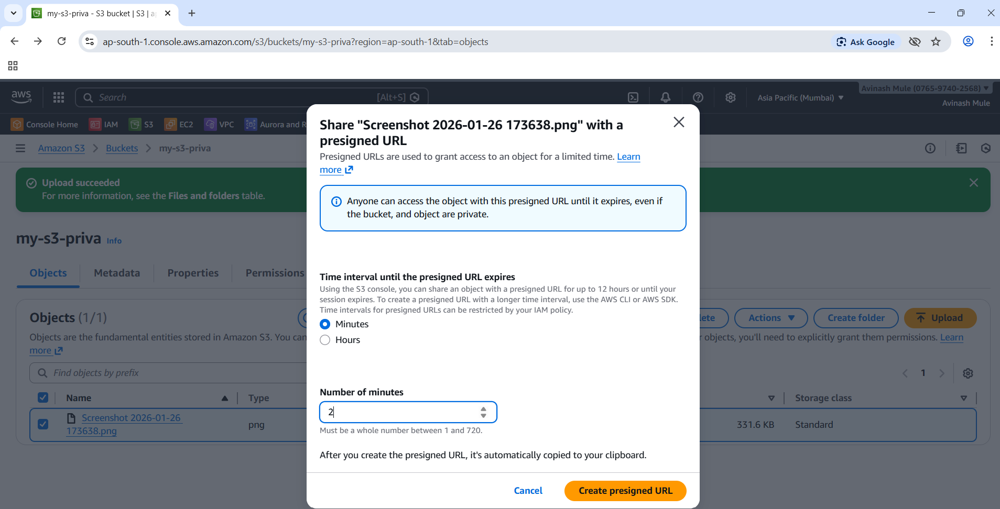 my-s3-priva - S3 bucket | S3 |
ap-south-1.console.aws.amazon.com/s3/buckets/my-s3-priva?region=ap-south-1&tab=objects
Ask Google
aws
Search
[Alt+S]
Asia Pacific (Mumbai)
Avinash Mule (0765-9740-2568)
Avinash Mule
Console Home
IAM
S3
EC2
VPC
Aurora and
Amazon S3
Buckets
my-s3-priva
Upload succeeded
For more information, see the Files and folders table.
my-s3-priva
Info
Objects
Metadata
Properties
Permissions
Objects (1/1)
Actions
Create folder
Upload
Objects are the fundamental entities stored in Amazon S3. You can
objects, you'll need to explicitly grant them permissions. Learn
more
Find objects by prefix
1
Name
Type
Storage class
Screenshot 2026-01-26
173638.png
png
331.6 KB
Standard
Share "Screenshot 2026-01-26 173638.png" with a
presigned URL
Presigned URLs are used to grant access to an object for a limited time. Learn
more
Anyone can access the object with this presigned URL until it expires, even if
the bucket, and object are private.
Time interval until the presigned URL expires
Using the S3 console, you can share an object with a presigned URL for up to 12 hours or until your
session expires. To create a presigned URL with a longer time interval, use the AWS CLI or AWS SDK.
Time intervals for presigned URLs can be restricted by your IAM policy.
Minutes
Hours
Number of minutes
2
Must be a whole number between 1 and 720.
After you create the presigned URL, it's automatically copied to your clipboard.
Cancel
Create presigned URL